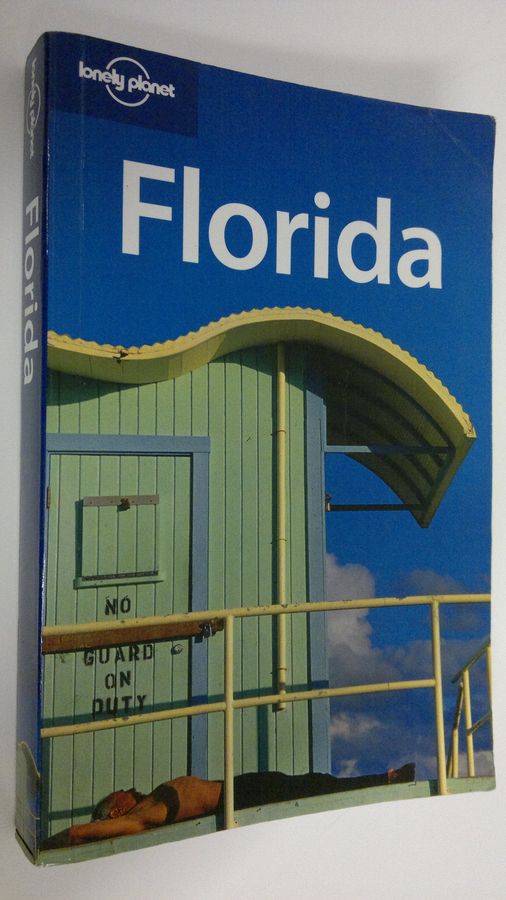 lonely planet
Florida
NO
GUARD
ON
DUTY
lonely planet
Florida